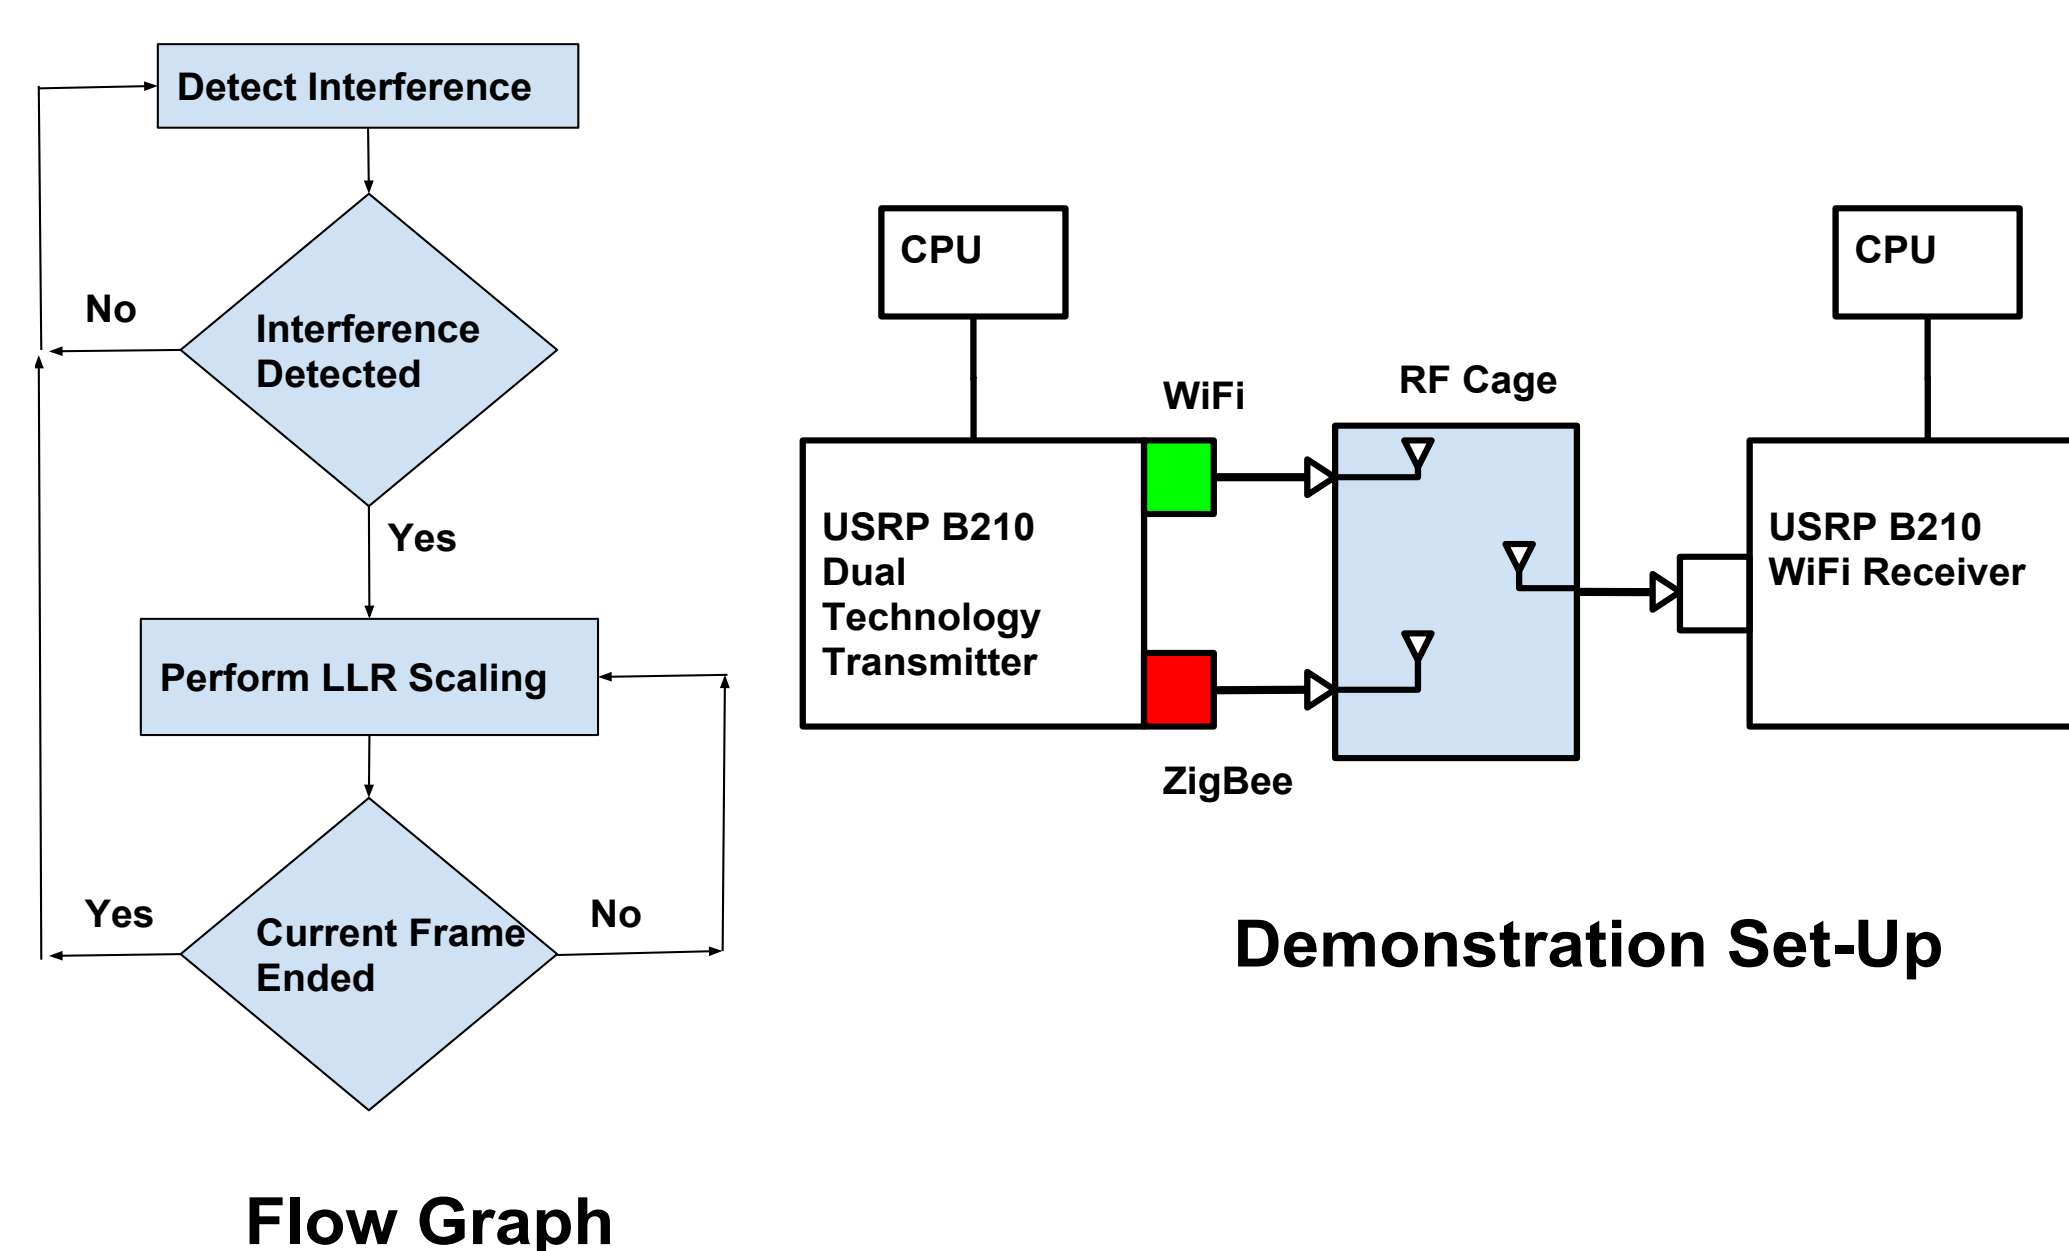 Detect Interference
No
Interference
Detected
Yes
Perform LLR Scaling
Yes
Current Frame
Ended
No
Flow Graph
CPU
CPU
WiFi
RF Cage
USRP B210
Dual
Technology
Transmitter
USRP B210
WiFi Receiver
ZigBee
Demonstration Set-Up